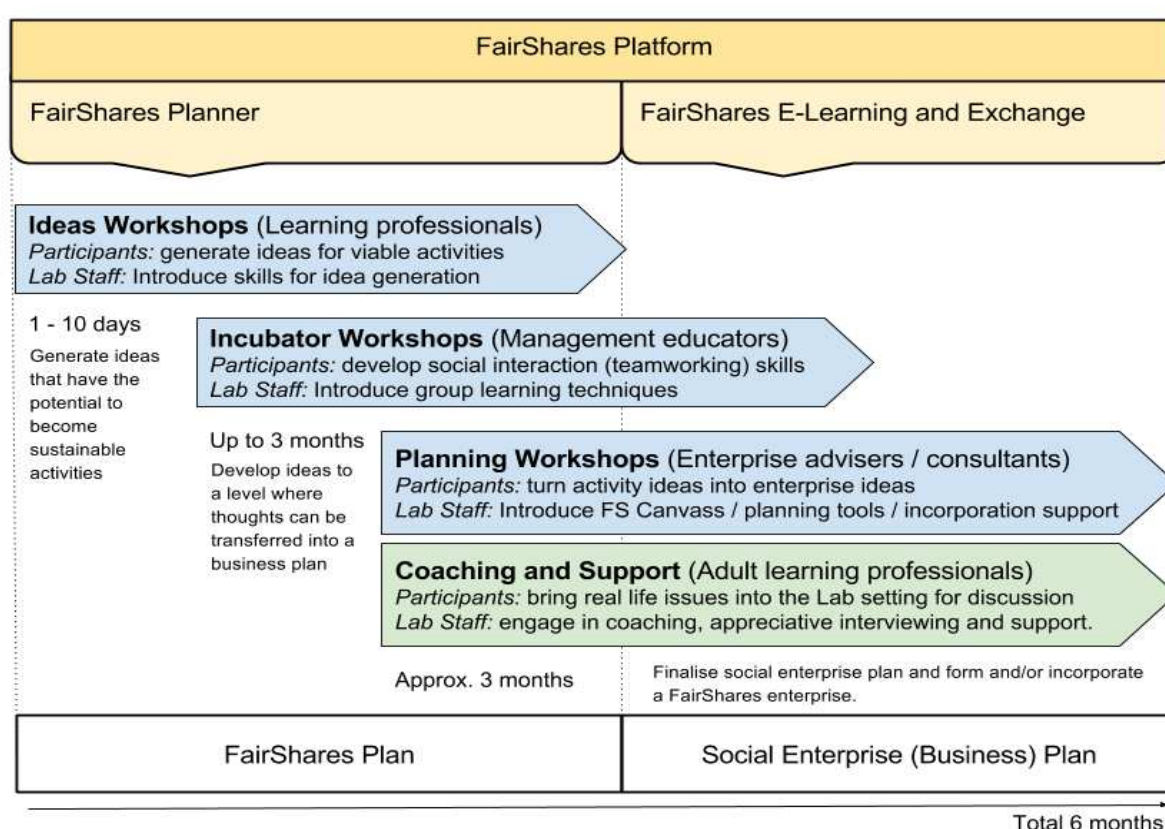 FairShares Platform
FairShares Planner
FairShares E-Learning and Exchange
Ideas Workshops (Learning professionals)
Participants: generate ideas for viable activities
Lab Staff: Introduce skills for idea generation
1 - 10 days
Generate ideas
that have the
potential to
become
sustainable
activities
Incubator Workshops (Management educators)
Participants: develop social interaction (teamworking) skills
Lab Staff: Introduce group learning techniques
Up to 3 months
Develop ideas to
a level where
thoughts can be
transferred into a
business plan
Planning Workshops (Enterprise advisers / consultants)
Participants: turn activity ideas into enterprise ideas
Lab Staff: Introduce FS Canvass / planning tools / incorporation support
Coaching and Support (Adult learning professionals)
Participants: bring real life issues into the Lab setting for discussion
Lab Staff: engage in coaching, appreciative interviewing and support.
Approx. 3 months
Finalise social enterprise plan and form and/or incorporate
a FairShares enterprise.
FairShares Plan
Social Enterprise (Business) Plan
Total 6 months